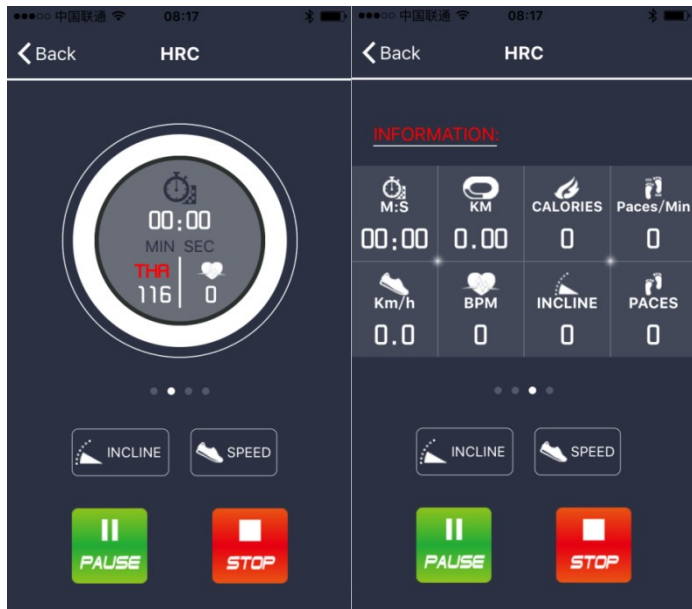 中国联通 08:17
Back HRC
00:00
MIN SEC
THR
116 0
INCLINE SPEED
PAUSE STOP
中国联通 08:17
Back HRC
INFORMATION:
M:S KM CALORIES Paces/Min
00:00 0.00 0 0
Km/h BPM INCLINE PACES
0.0 0 0 0
INCLINE SPEED
PAUSE STOP